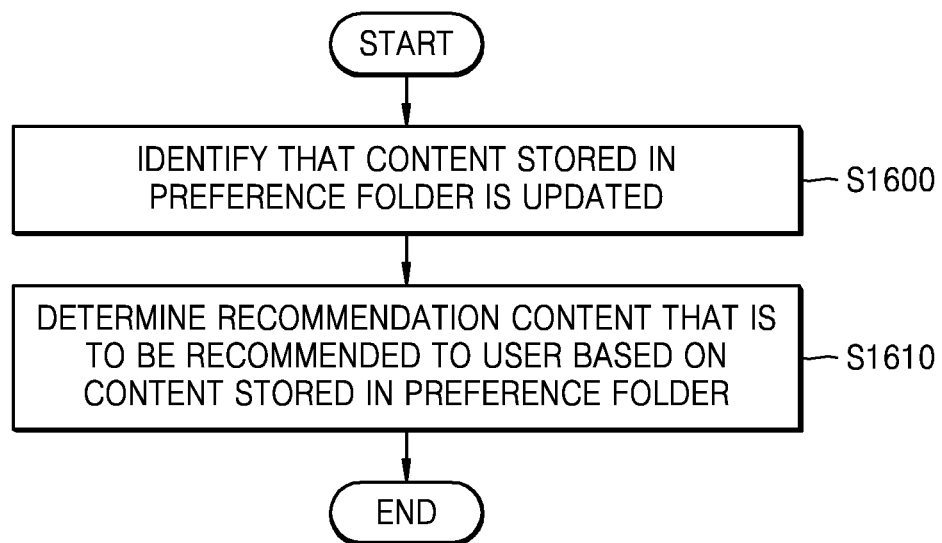 START
IDENTIFY THAT CONTENT STORED IN
PREFERENCE FOLDER IS UPDATED
S1600
DETERMINE RECOMMENDATION CONTENT THAT IS
TO BE RECOMMENDED TO USER BASED ON
CONTENT STORED IN PREFERENCE FOLDER
S1610
END